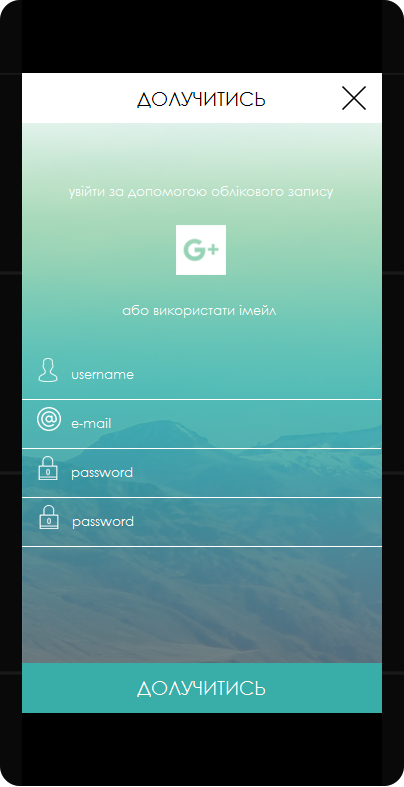 ДОЛУЧИТИСЬ
увійти за допомогою облікового запису
G+
або використати імейл
username
@ e-mail
password
password
ДОЛУЧИТИСЬ